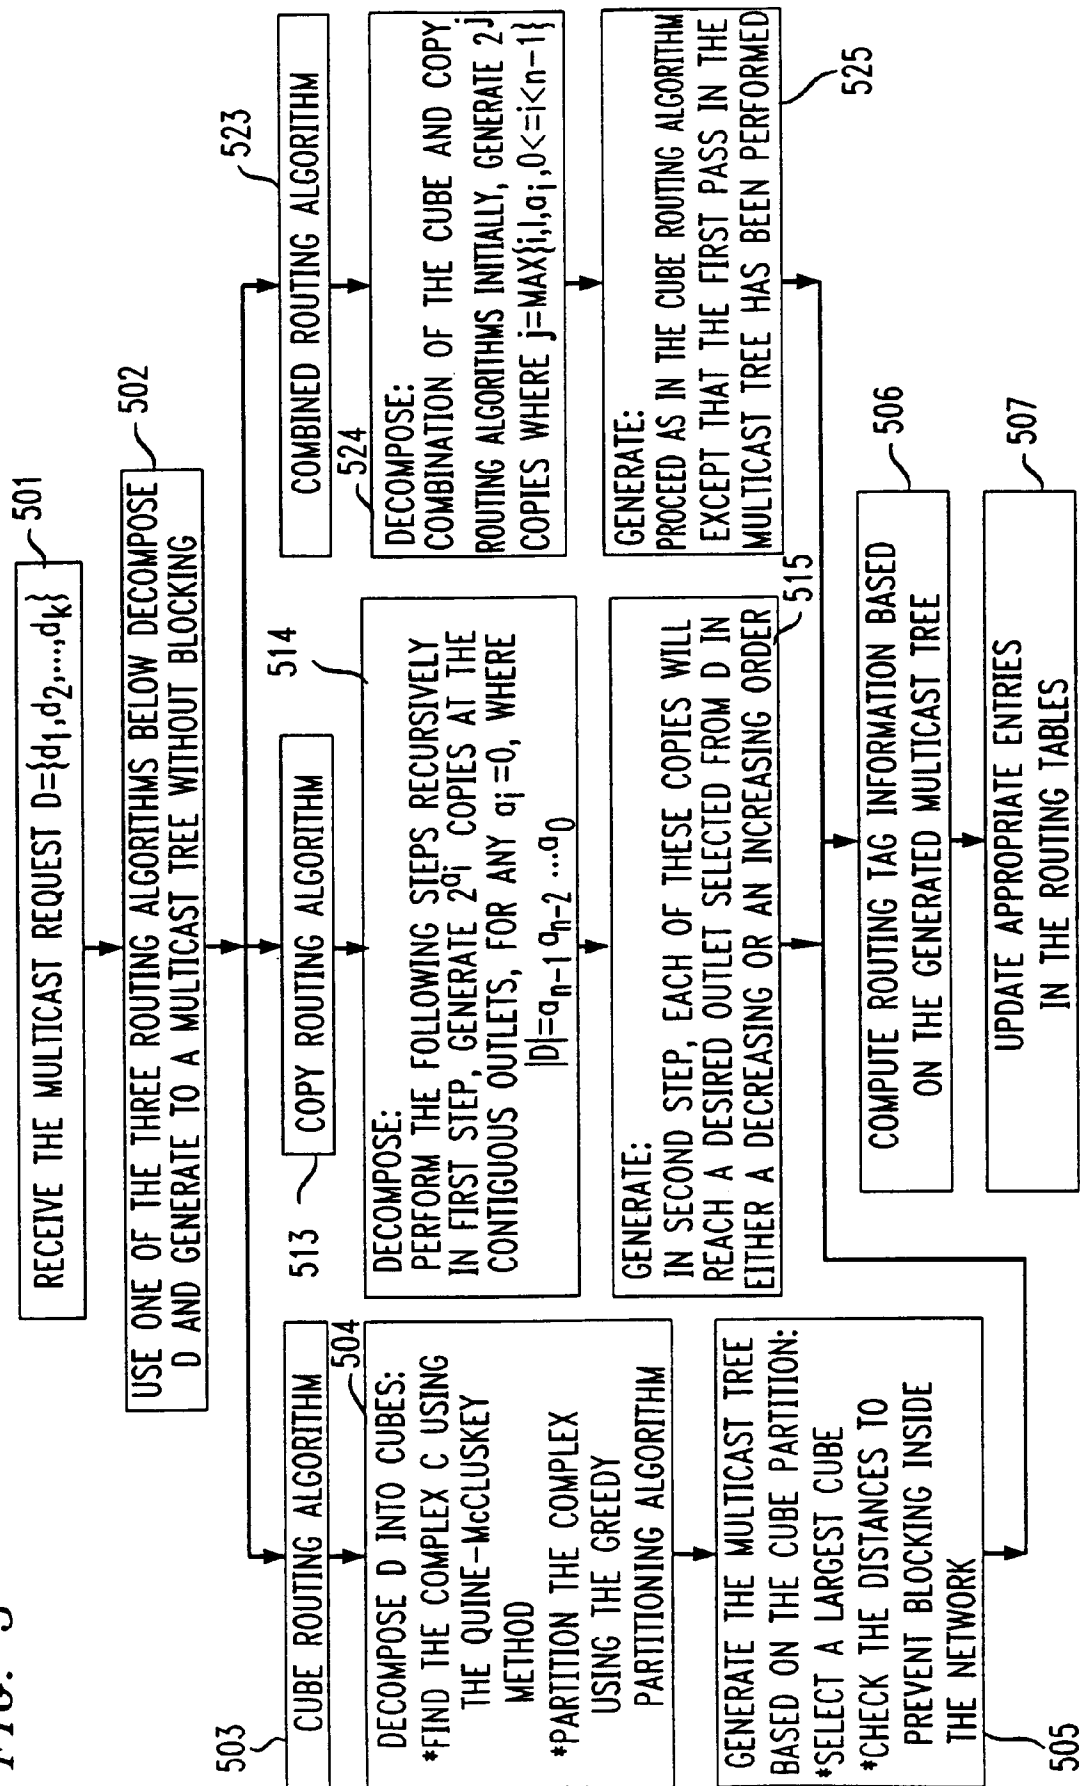 FIG. 5
RECEIVE THE MULTICAST REQUEST D={d1,d2,...,dk}
501
USE ONE OF THE THREE ROUTING ALGORITHMS BELOW DECOMPOSE
D AND GENERATE TO A MULTICAST TREE WITHOUT BLOCKING
502
503
CUBE ROUTING ALGORITHM
504
DECOMPOSE D INTO CUBES:
*FIND THE COMPLEX C USING
THE QUINE-McCLUSKEY
METHOD
*PARTITION THE COMPLEX
USING THE GREEDY
PARTITIONING ALGORITHM
GENERATE THE MULTICAST TREE
BASED ON THE CUBE PARTITION:
*SELECT A LARGEST CUBE
*CHECK THE DISTANCES TO
PREVENT BLOCKING INSIDE
THE NETWORK
505
513
COPY ROUTING ALGORITHM
514
DECOMPOSE:
PERFORM THE FOLLOWING STEPS RECURSIVELY
IN FIRST STEP, GENERATE 2^ai COPIES AT THE
CONTIGUOUS OUTLETS, FOR ANY ai=0, WHERE
|D|=an-1 an-2 ...a0
GENERATE:
IN SECOND STEP, EACH OF THESE COPIES WILL
REACH A DESIRED OUTLET SELECTED FROM D IN
EITHER A DECREASING OR AN INCREASING ORDER
515
523
COMBINED ROUTING ALGORITHM
524
DECOMPOSE:
COMBINATION OF THE CUBE AND COPY
ROUTING ALGORITHMS INITIALLY, GENERATE 2^j
COPIES WHERE j=MAX{i,l,ai,0<=i<n-1}
GENERATE:
PROCEED AS IN THE CUBE ROUTING ALGORITHM
EXCEPT THAT THE FIRST PASS IN THE
MULTICAST TREE HAS BEEN PERFORMED
525
COMPUTE ROUTING TAG INFORMATION BASED
ON THE GENERATED MULTICAST TREE
506
UPDATE APPROPRIATE ENTRIES
IN THE ROUTING TABLES
507